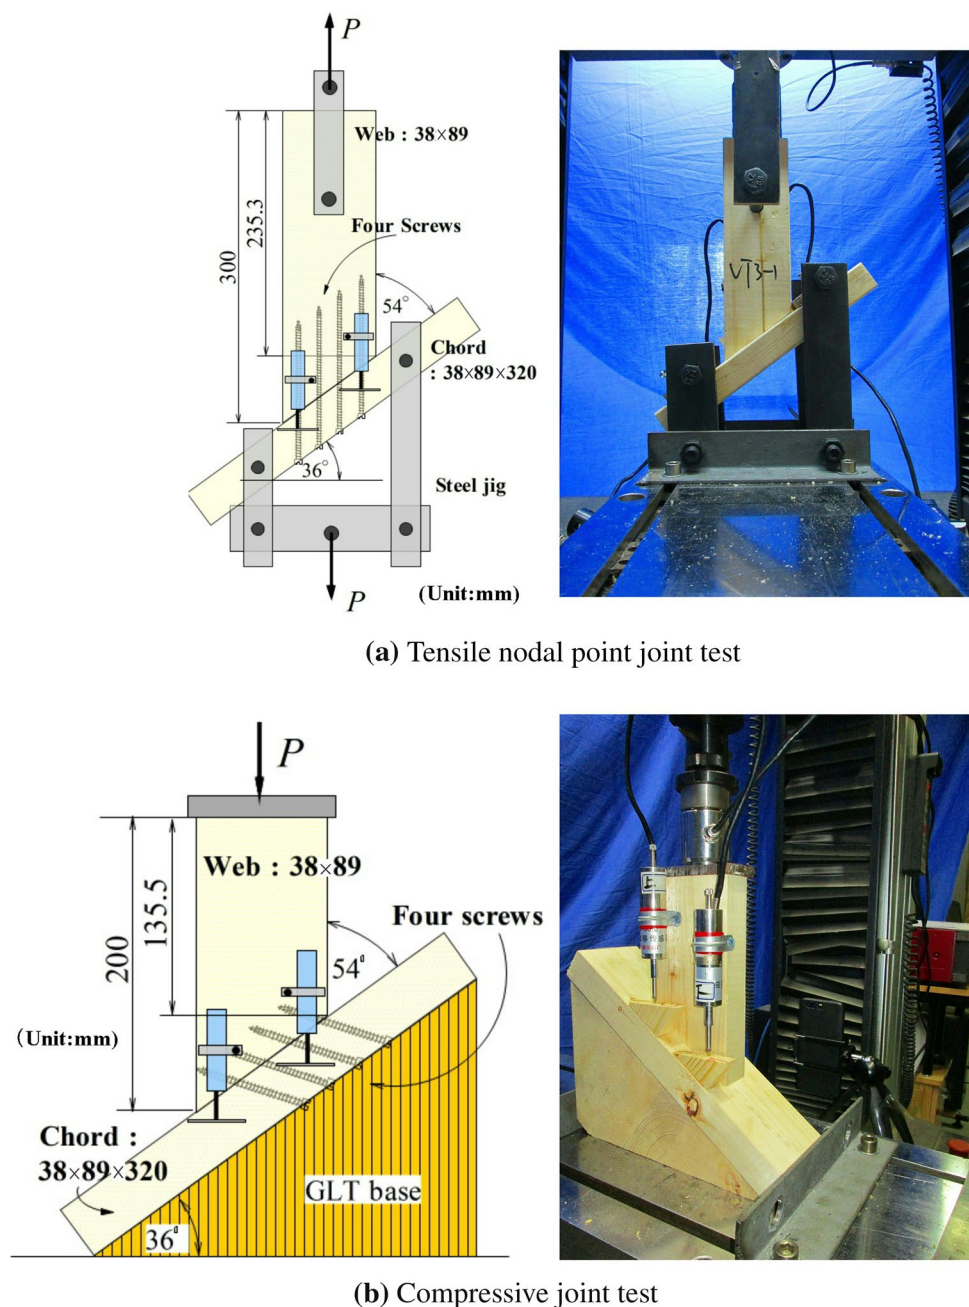 P
Web : 38×89
235.3
300
Four Screws
54°
Chord
: 38×89×320
36°
Steel jig
P
(Unit:mm)
VT3-1
(a) Tensile nodal point joint test
P
Web : 38×89
135.5
200
Four screws
54°
(Unit:mm)
Chord :
38×89×320
GLT base
36°
上
下
(b) Compressive joint test